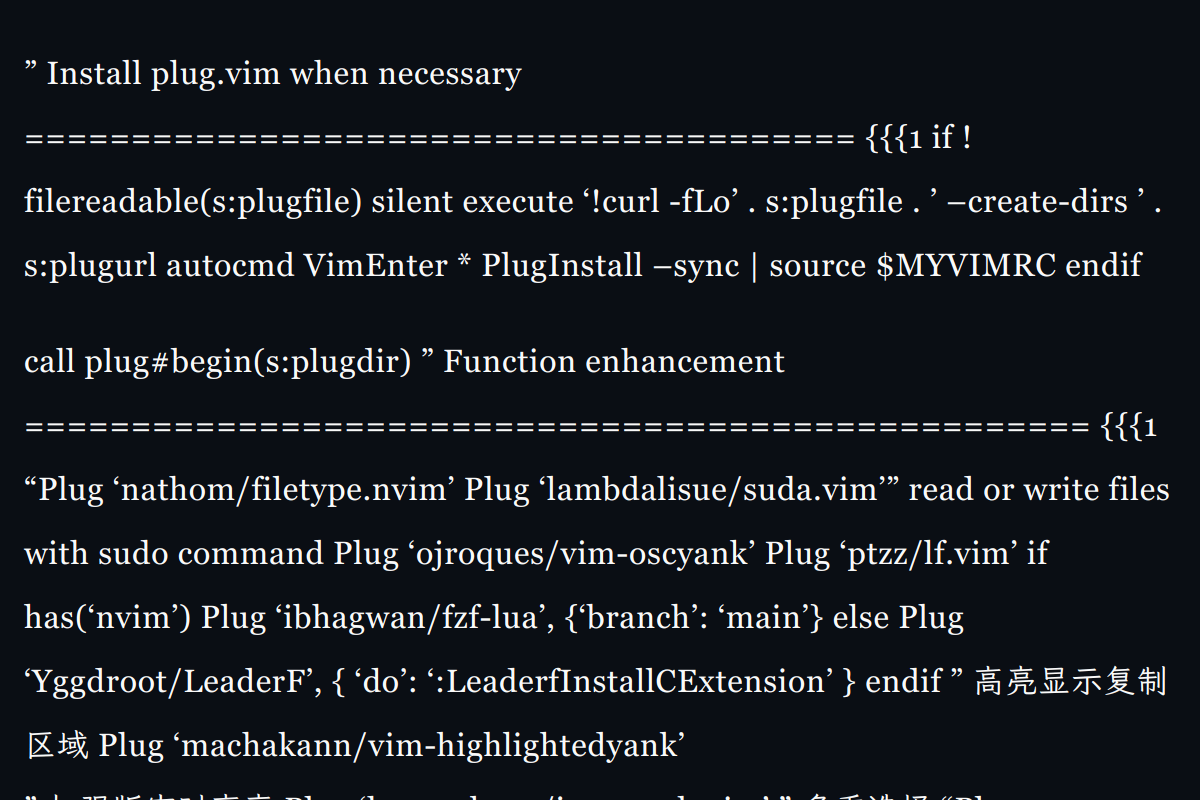 ” Install plug.vim when necessary
======================================= {{{1 if !
filereadable(s:plugfile) silent execute ‘!curl -fLo’ . s:plugfile . ’ –create-dirs ’ .
s:plugurl autocmd VimEnter * PlugInstall –sync | source $MYVIMRC endif
call plug#begin(s:plugdir) ” Function enhancement
================================================== {{{1
“Plug ‘nathom/filetype.nvim’ Plug ‘lambdalisue/suda.vim’” read or write files
with sudo command Plug ‘ojroques/vim-oscyank’ Plug ‘ptzz/lf.vim’ if
has(‘nvim’) Plug ‘ibhagwan/fzf-lua’, {‘branch’: ‘main’} else Plug
‘Yggdroot/LeaderF’, { ‘do’: ‘:LeaderfInstallCExtension’ } endif ” 高亮显示复制
区域 Plug ‘machakann/vim-highlightedyank’